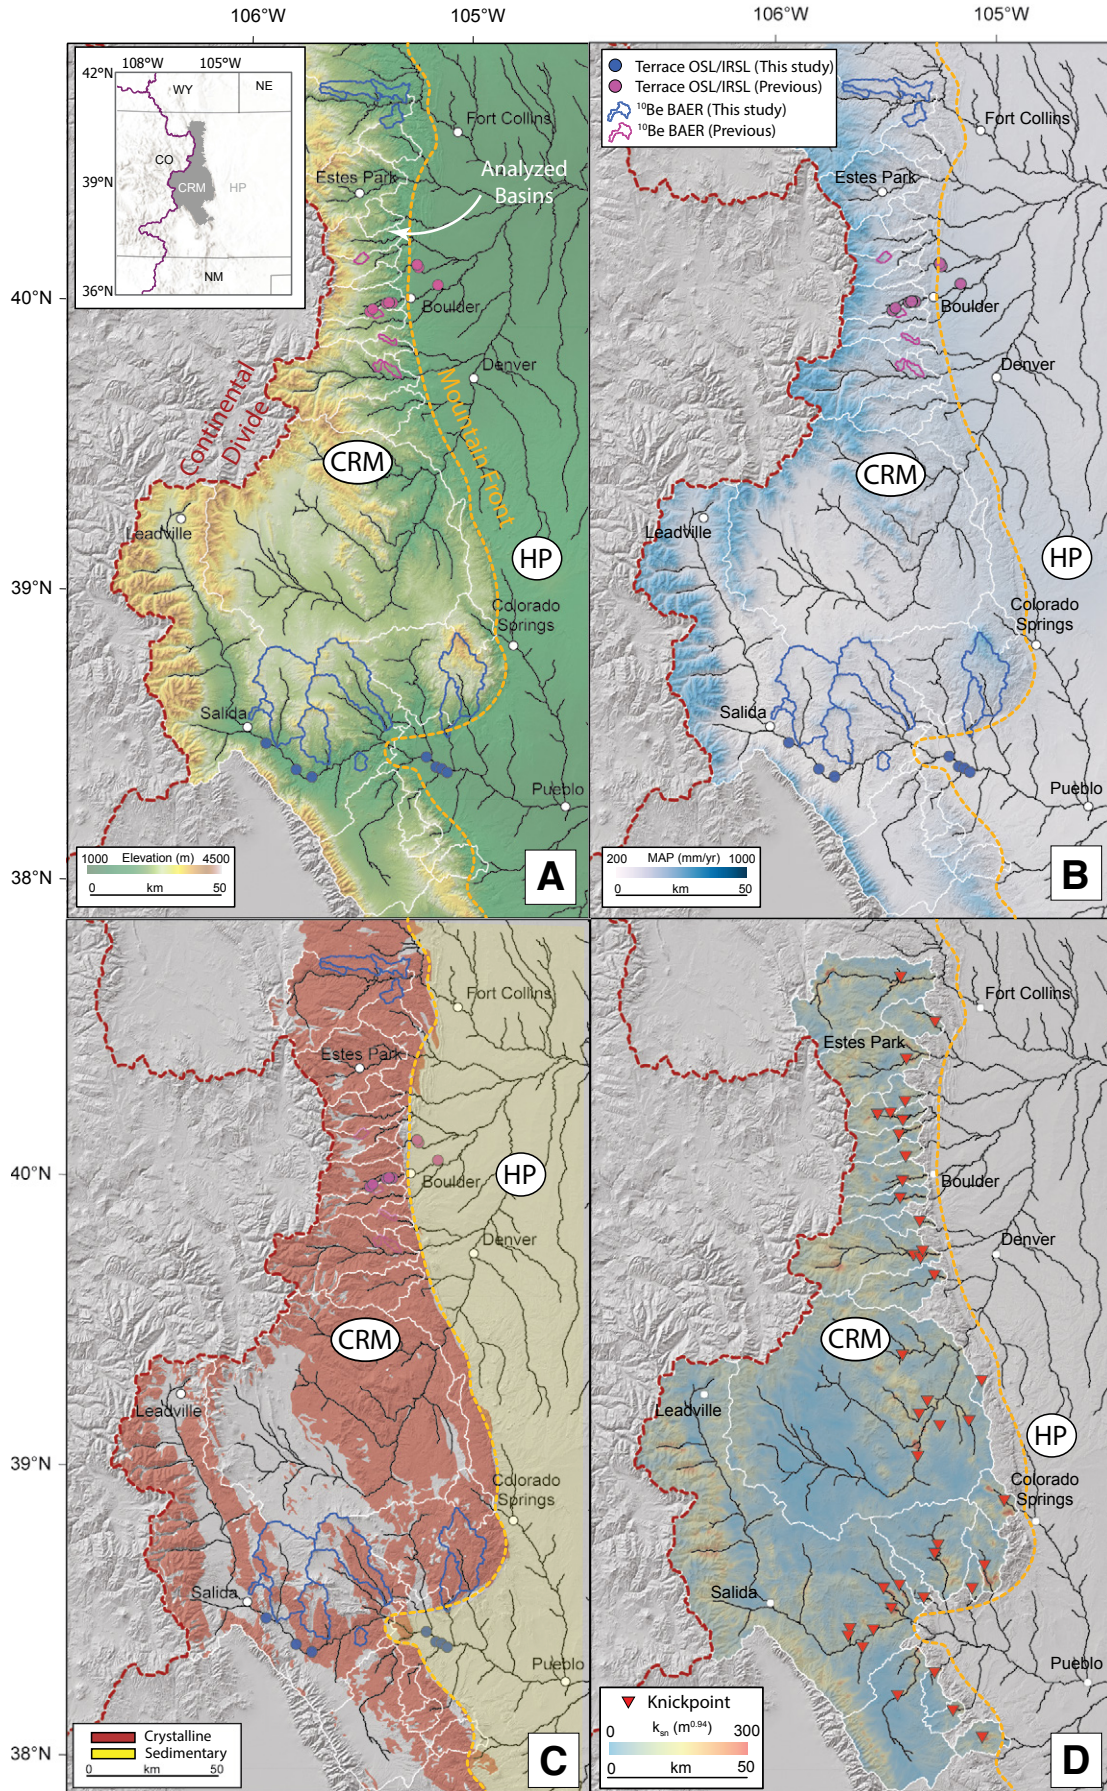 106°W
105°W
106°W
105°W
108°W
105°W
42°N
WY
NE
CO
39°N
CRM
HP
NM
36°N
Fort Collins
Estes Park
Analyzed
Basins
40°N
Boulder
Denver
Continental
Divide
Mountain Front
CRM
HP
Leadville
39°N
Colorado
Springs
Salida
Pueblo
1000 Elevation (m) 4500
0 km 50
38°N
A
Terrace OSL/IRSL (This study)
Terrace OSL/IRSL (Previous)
¹⁰Be BAER (This study)
¹⁰Be BAER (Previous)
Fort Collins
Estes Park
Boulder
Denver
CRM
Leadville
HP
Colorado
Springs
Salida
Pueblo
200 MAP (mm/yr) 1000
0 km 50
B
Fort Collins
Estes Park
40°N
HP
Boulder
Denver
CRM
Leadville
39°N
Colorado
Springs
Salida
Pueblo
Crystalline
Sedimentary
0 km 50
38°N
C
Fort Collins
Estes Park
Boulder
Denver
CRM
Leadville
HP
Colorado
Springs
Salida
Pueblo
Knickpoint
0 kₛₙ (m⁰·⁹⁴) 300
0 km 50
D